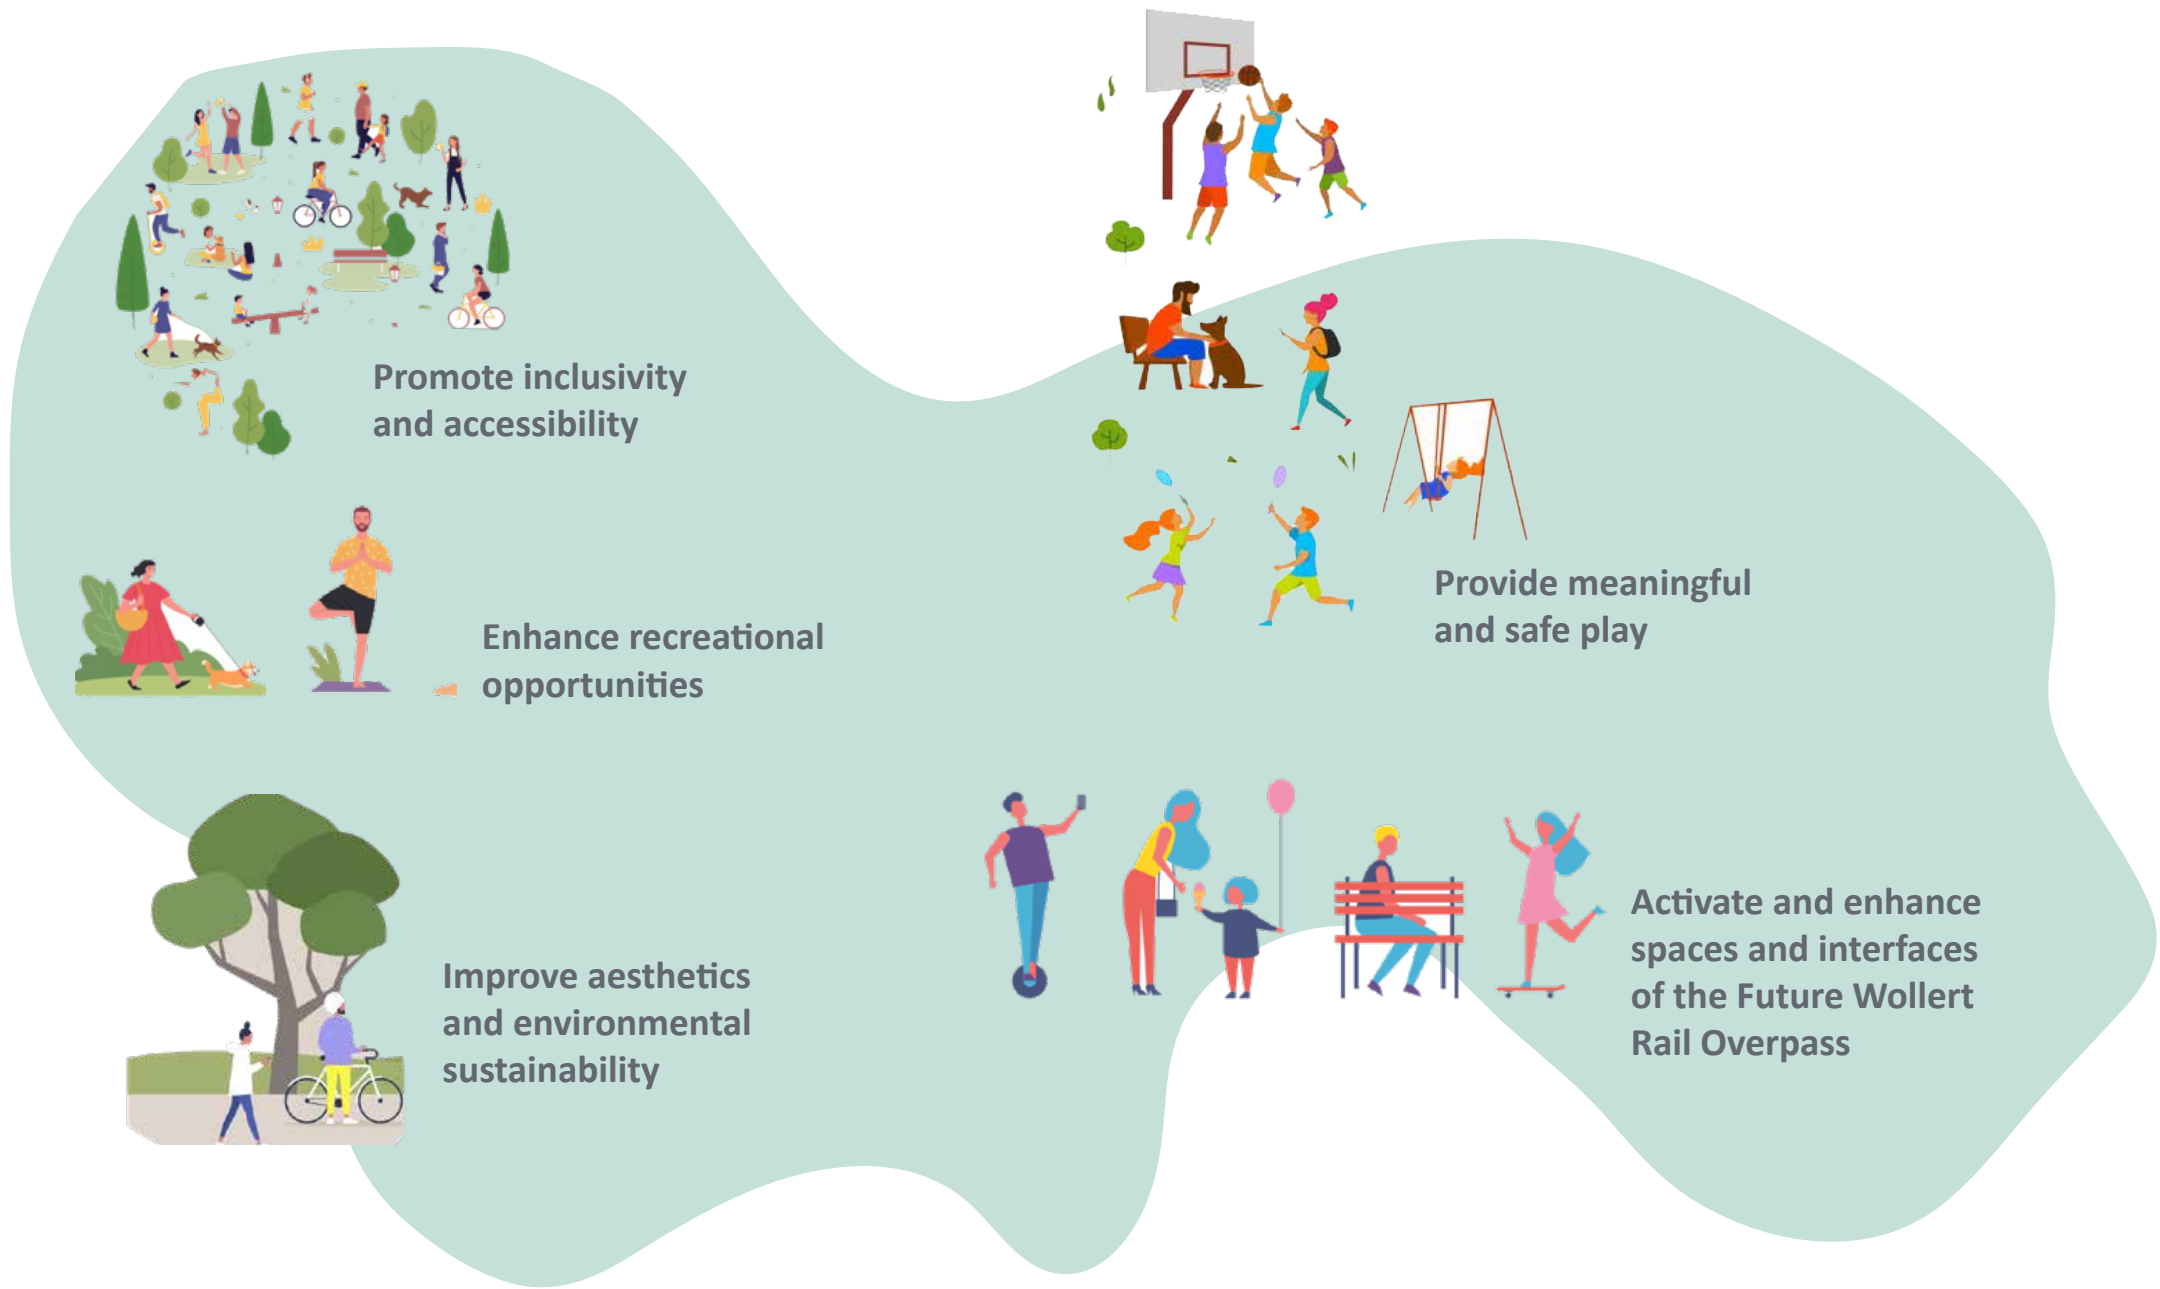 Promote inclusivity
and accessibility
Enhance recreational
opportunities
Improve aesthetics
and environmental
sustainability
Provide meaningful
and safe play
Activate and enhance
spaces and interfaces
of the Future Wollert
Rail Overpass